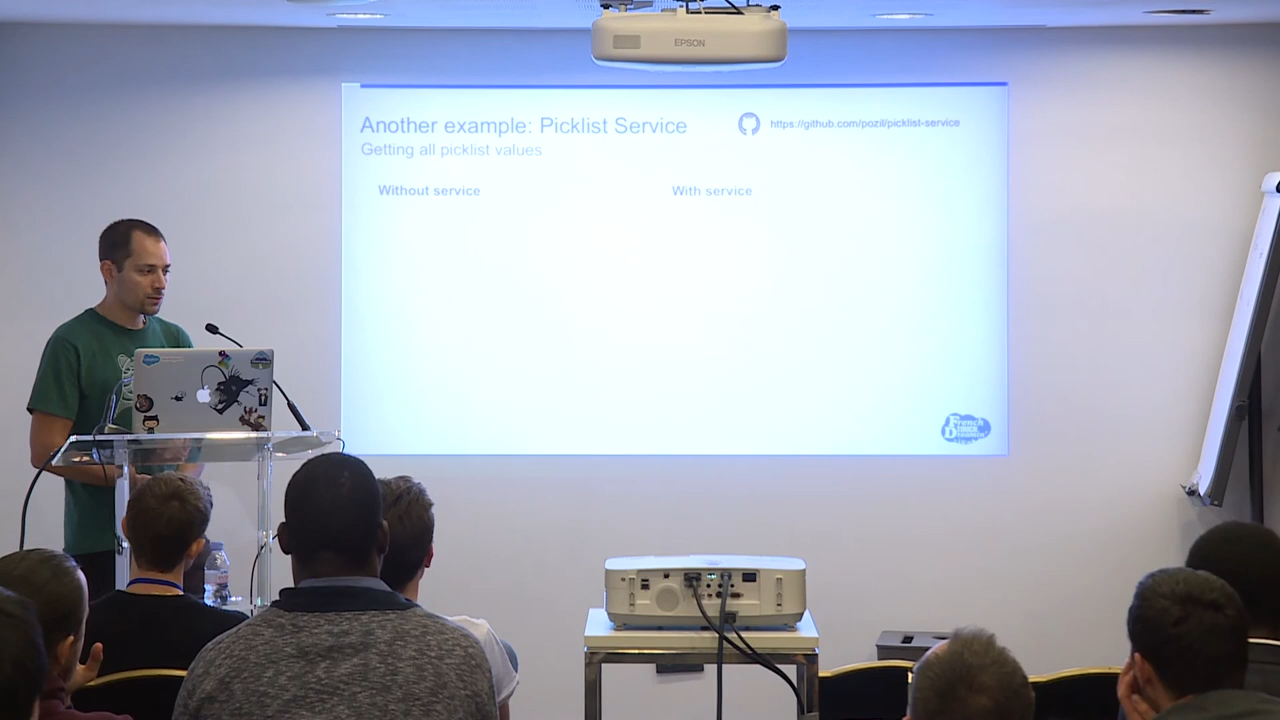 EPSON
Another example: Picklist Service
https://github.com/pozil/picklist-service
Getting all picklist values
Without service
With service
French